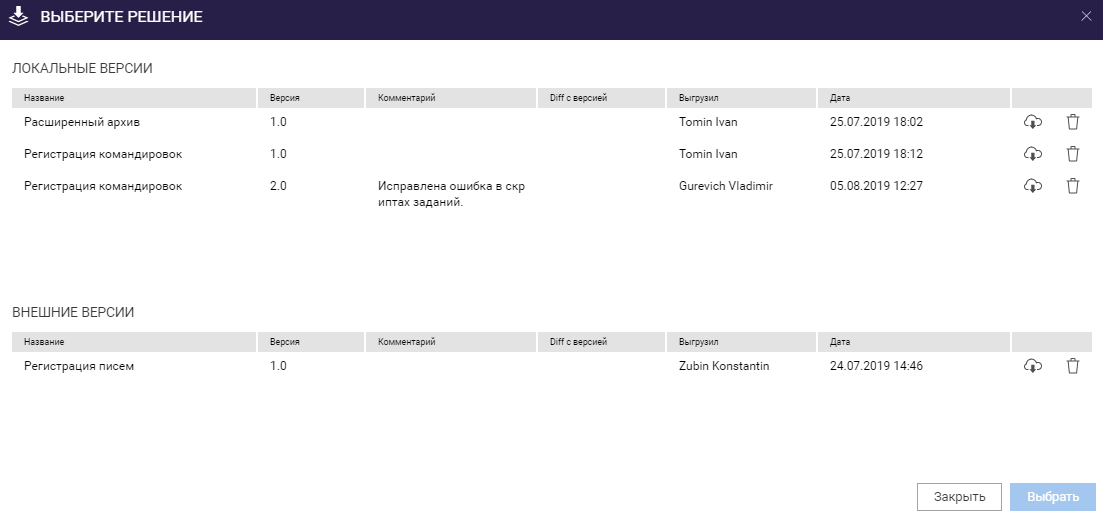 ВЫБЕРИТЕ РЕШЕНИЕ
ЛОКАЛЬНЫЕ ВЕРСИИ
Название Версия Комментарий Diff с версией Выгрузил Дата
Расширенный архив 1.0 Tomin Ivan 25.07.2019 18:02
Регистрация командировок 1.0 Tomin Ivan 25.07.2019 18:12
Регистрация командировок 2.0 Исправлена ошибка в скр Gurevich Vladimir 05.08.2019 12:27
иптах заданий.
ВНЕШНИЕ ВЕРСИИ
Название Версия Комментарий Diff с версией Выгрузил Дата
Регистрация писем 1.0 Zubin Konstantin 24.07.2019 14:46
Закрыть Выбрать